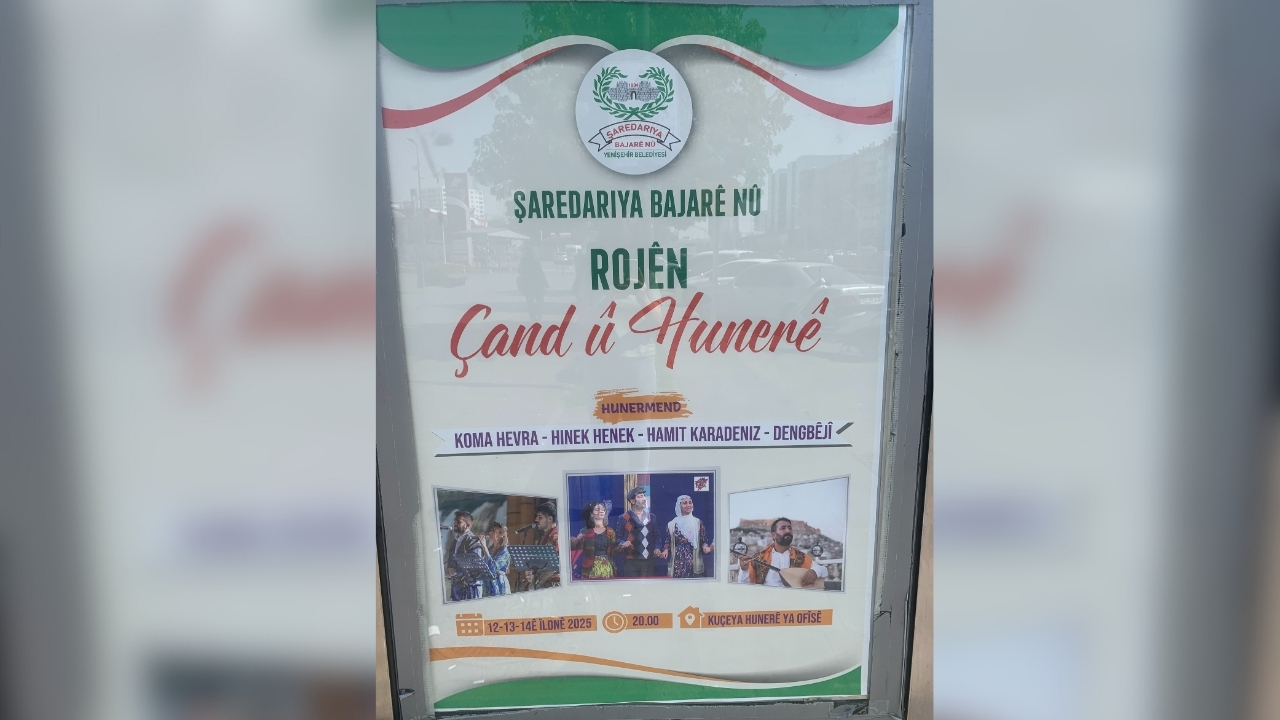 ŞAREDARIYA
BAJARÊ NÛ
YENİŞEHİR BELEDİYESİ
ŞAREDARIYA BAJARÊ NÛ
ROJÊN
Çand û Hunerê
HUNERMEND
KOMA HEVRA - HINEK HENEK - HAMIT KARADENIZ - DENGBÊJÎ
12-13-14Ê ÎLONÊ 2025
20.00
KUÇEYA HUNERÊ YA OFÎSÊ